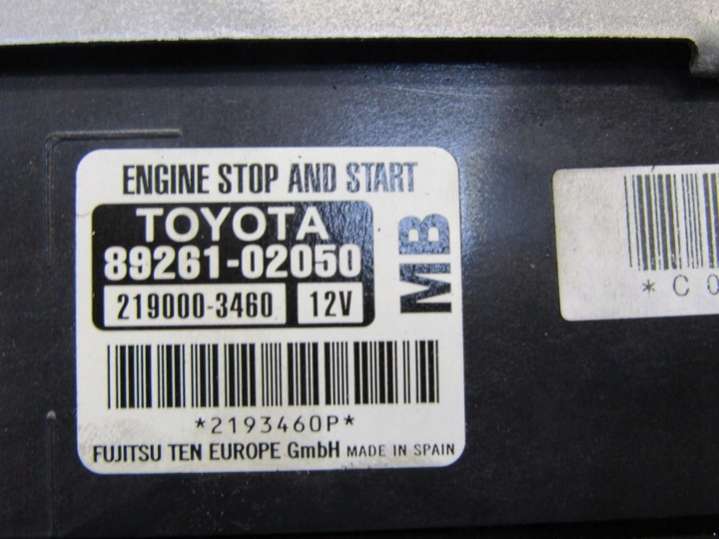 ENGINE STOP AND START
TOYOTA
89261-02050
219000-3460 12V
MB
*2193460P*
FUJITSU TEN EUROPE GmbH MADE IN SPAIN
*C0